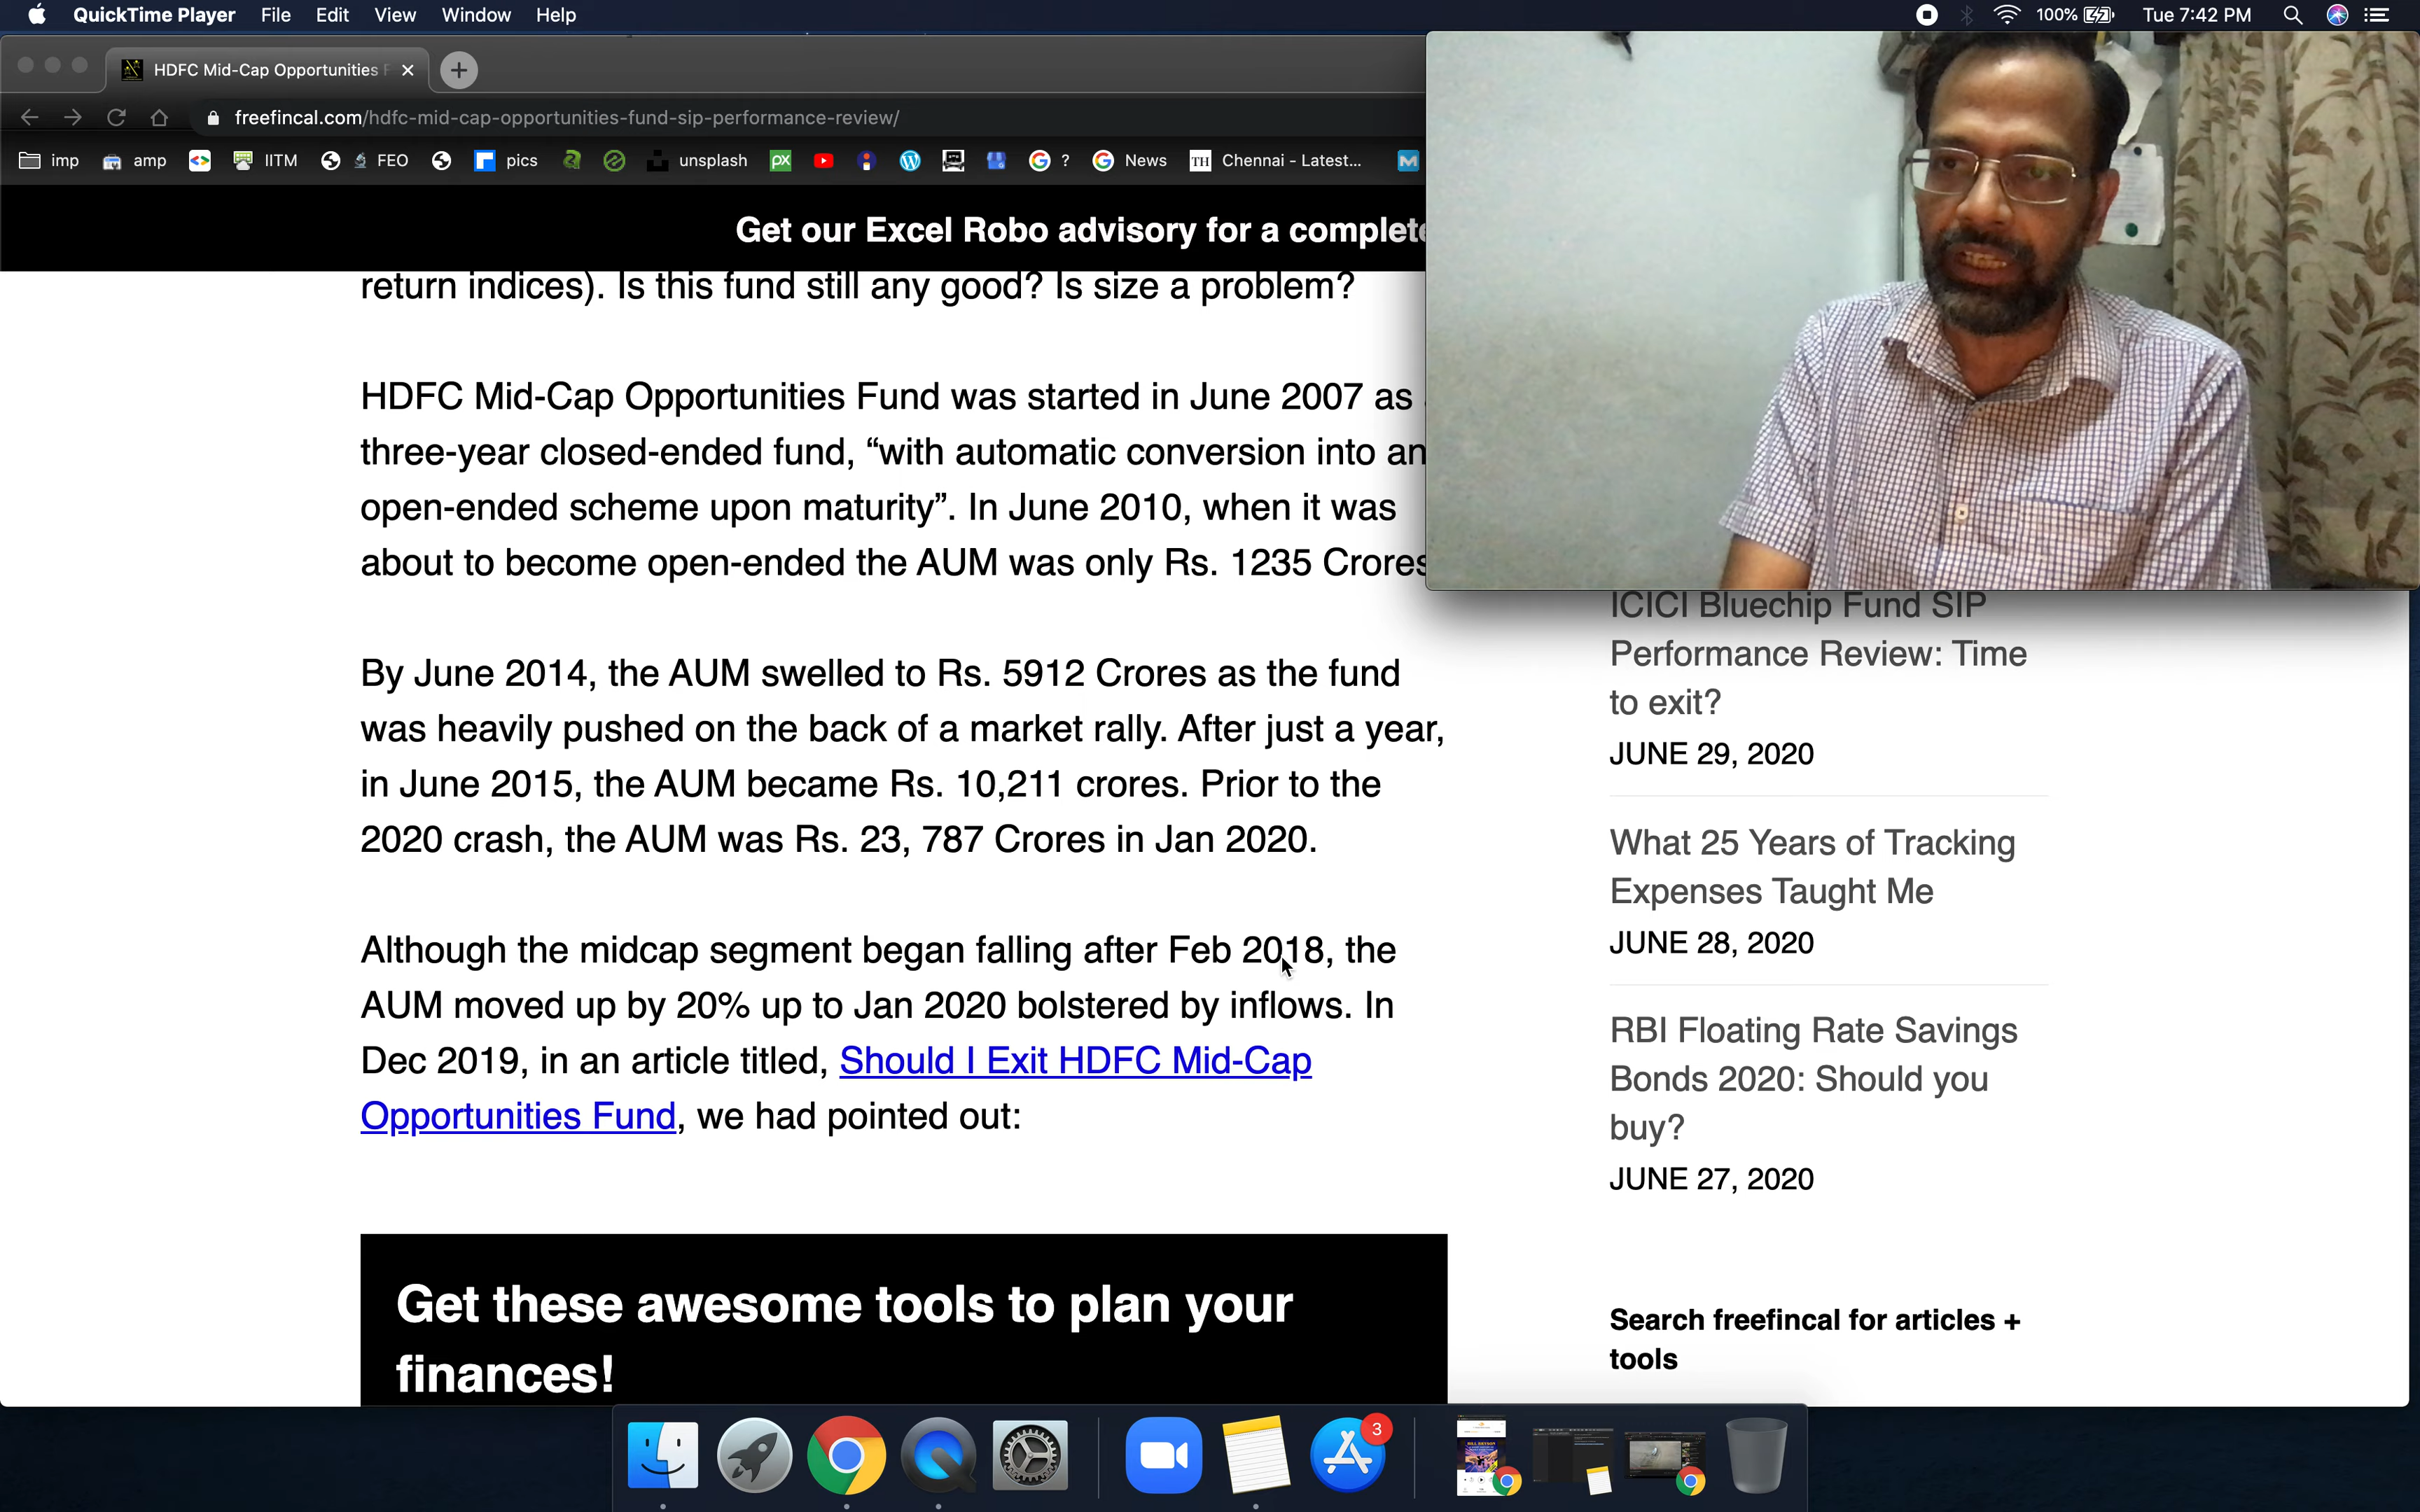 QuickTime Player File Edit View Window Help
100% Tue 7:42 PM
HDFC Mid-Cap Opportunities
freefincal.com/hdfc-mid-cap-opportunities-fund-sip-performance-review/
imp amp IITM FEO pics unsplash px ? News TH Chennai - Latest... M
Get our Excel Robo advisory for a complete
return indices). Is this fund still any good? Is size a problem?
HDFC Mid-Cap Opportunities Fund was started in June 2007 as
three-year closed-ended fund, “with automatic conversion into an
open-ended scheme upon maturity”. In June 2010, when it was
about to become open-ended the AUM was only Rs. 1235 Crores
By June 2014, the AUM swelled to Rs. 5912 Crores as the fund
was heavily pushed on the back of a market rally. After just a year,
in June 2015, the AUM became Rs. 10,211 crores. Prior to the
2020 crash, the AUM was Rs. 23, 787 Crores in Jan 2020.
Although the midcap segment began falling after Feb 2018, the
AUM moved up by 20% up to Jan 2020 bolstered by inflows. In
Dec 2019, in an article titled, Should I Exit HDFC Mid-Cap
Opportunities Fund, we had pointed out:
Get these awesome tools to plan your
finances!
ICICI Bluechip Fund SIP
Performance Review: Time
to exit?
JUNE 29, 2020
What 25 Years of Tracking
Expenses Taught Me
JUNE 28, 2020
RBI Floating Rate Savings
Bonds 2020: Should you
buy?
JUNE 27, 2020
Search freefincal for articles +
tools
3
BILL BRYSON